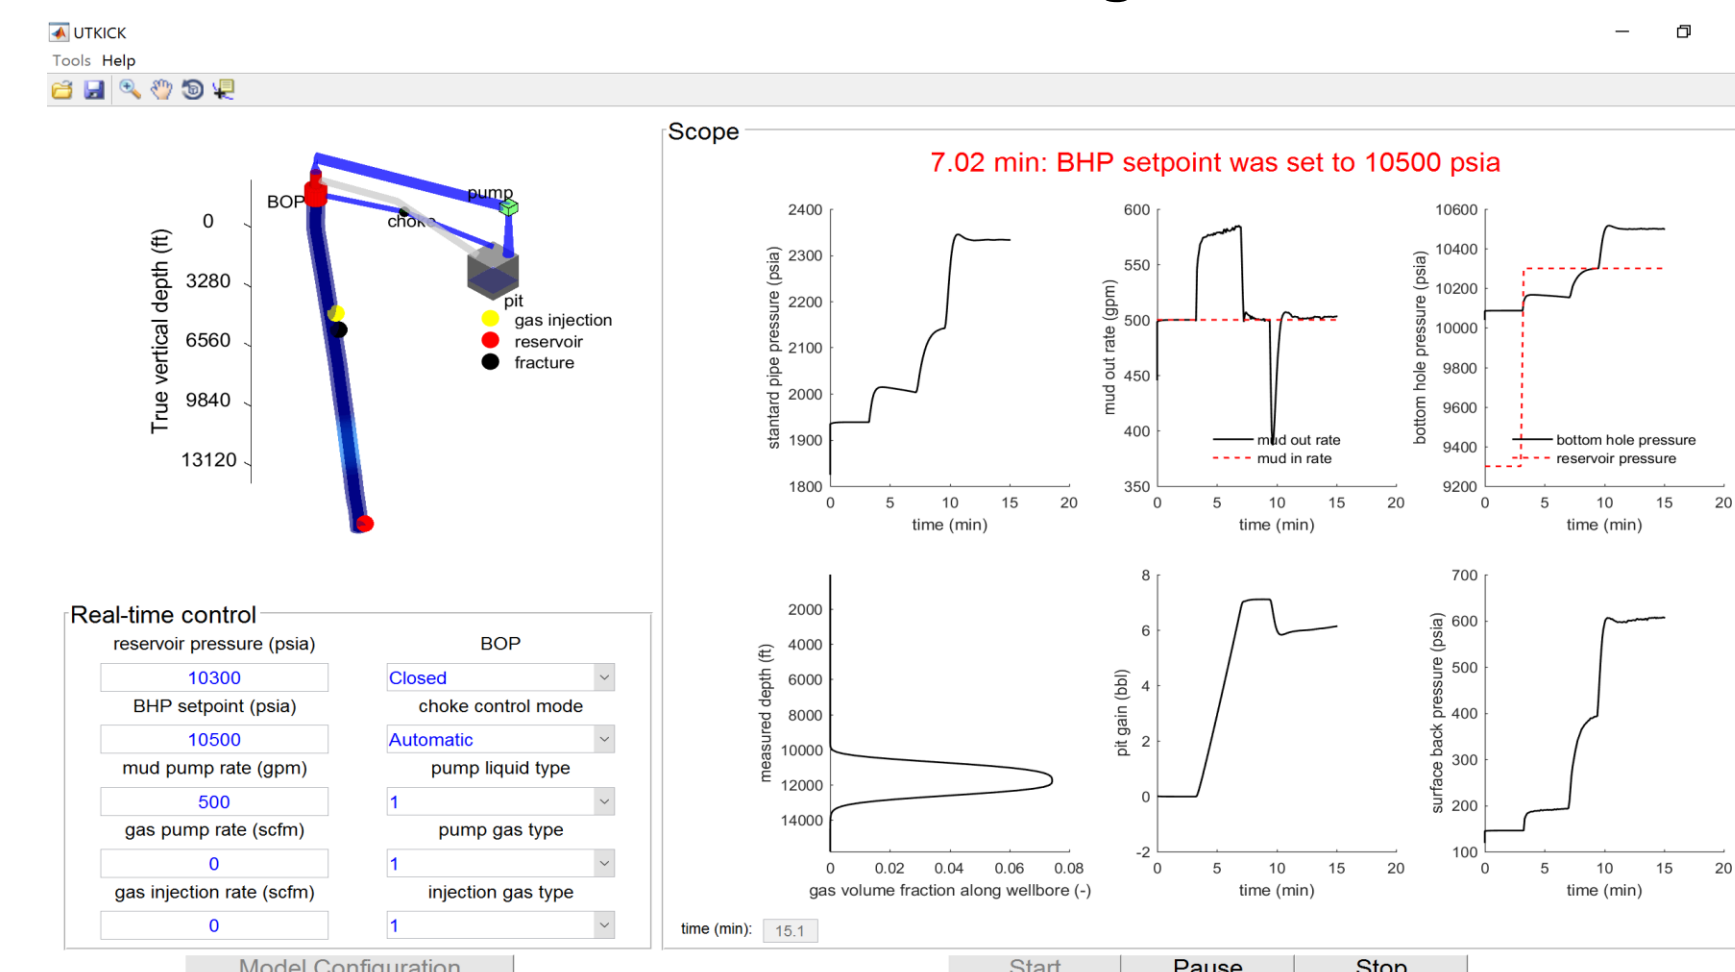 UTKICK
Tools Help
BOP
pump
choke
pit
gas injection
reservoir
fracture
True vertical depth (ft)
0
3280
6560
9840
13120
Real-time control
reservoir pressure (psia) BOP
10300 Closed
BHP setpoint (psia) choke control mode
10500 Automatic
mud pump rate (gpm) pump liquid type
500 1
gas pump rate (scfm) pump gas type
0 1
gas injection rate (scfm) injection gas type
0 1
Model Configuration
Scope
7.02 min: BHP setpoint was set to 10500 psia
stantard pipe pressure (psia)
2400
2300
2200
2100
2000
1900
1800
0 5 10 15 20
time (min)
mud out rate (gpm)
600
550
500
450
400
350
mud out rate
mud in rate
0 5 10 15 20
time (min)
bottom hole pressure (psia)
10600
10400
10200
10000
9800
9600
9400
9200
bottom hole pressure
reservoir pressure
0 5 10 15 20
time (min)
measured depth (ft)
2000
4000
6000
8000
10000
12000
14000
0 0.02 0.04 0.06 0.08
gas volume fraction along wellbore (-)
pit gain (bbl)
8
6
4
2
0
-2
0 5 10 15 20
time (min)
surface back pressure (psia)
700
600
500
400
300
200
100
0 5 10 15 20
time (min)
time (min): 15.1
Start Pause Stop